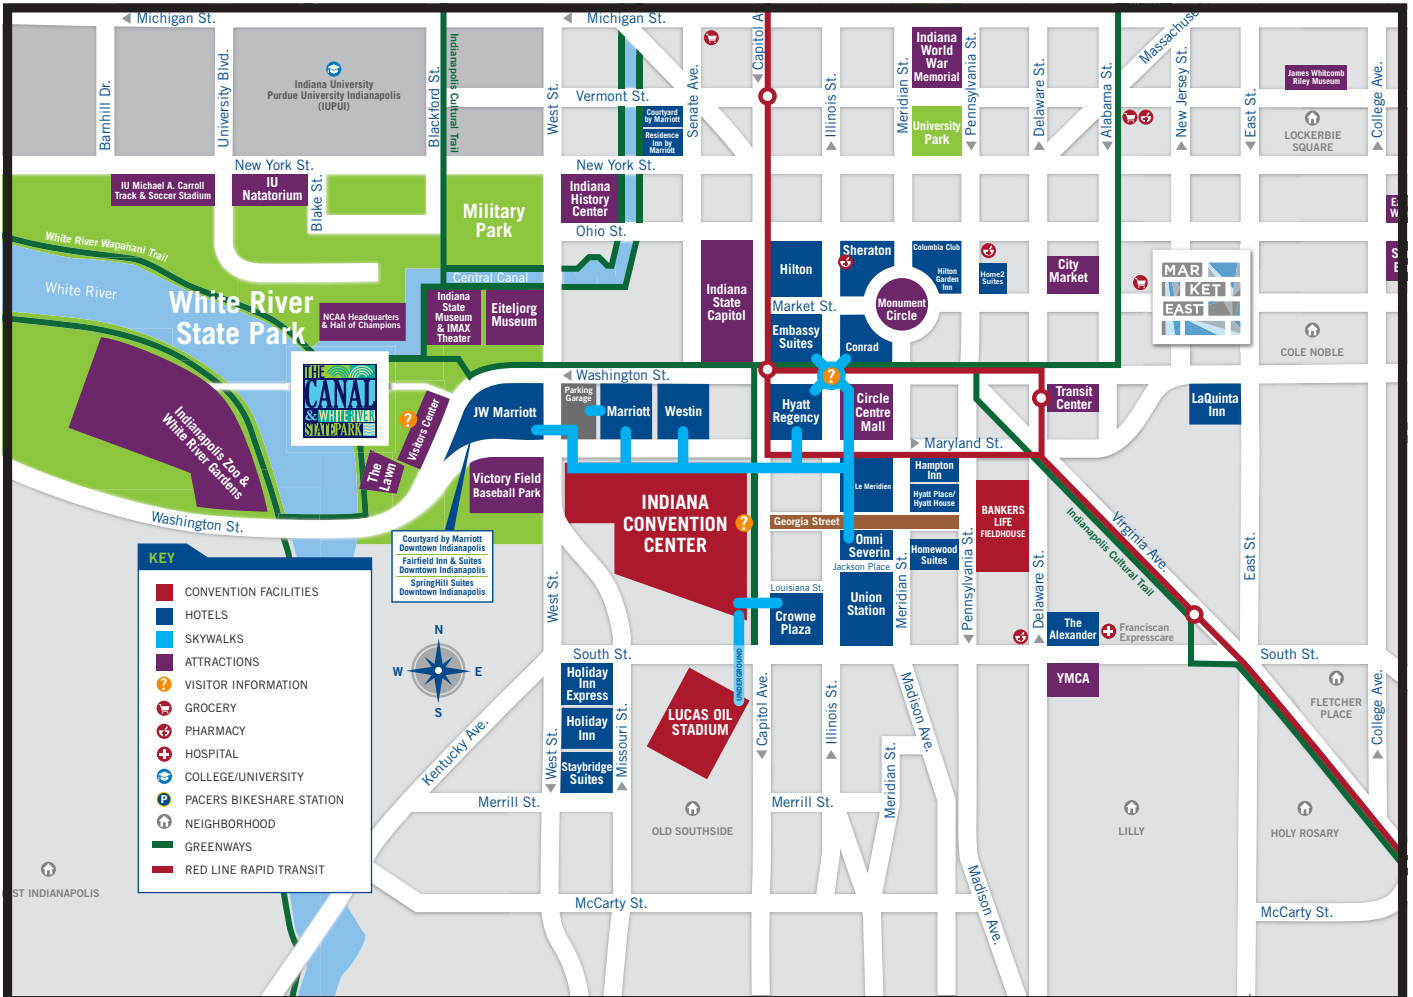 Michigan St.
Michigan St.
Barnhill Dr.
University Blvd.
Indiana University
Purdue University Indianapolis
(IUPUI)
Blackford St.
Indianapolis Cultural Trail
West St.
Vermont St.
Courtyard
by Marriott
Residence
Inn by
Marriott
Senate Ave.
Capitol A
Illinois St.
Meridian St.
Indiana
World
War
Memorial
University
Park
Pennsylvania St.
Delaware St.
Alabama St.
Massachuse
New Jersey St.
East St.
James Whitcomb
Riley Museum
LOCKERBIE
SQUARE
College Ave.
New York St.
New York St.
IU Michael A. Carroll
Track & Soccer Stadium
IU
Natatorium
Blake St.
Military
Park
Indiana
History
Center
Ohio St.
White River Wapahani Trail
White River
White River
State Park
Central Canal
NCAA Headquarters
& Hall of Champions
Indiana
State
Museum
& IMAX
Theater
Eiteljorg
Museum
Indiana
State
Capitol
Hilton
Sheraton
Columbia Club
Hilton
Garden
Inn
Home2
Suites
City
Market
MAR
KET
EAST
Market St.
Monument
Circle
Embassy
Suites
Conrad
COLE NOBLE
THE
CANAL
& WHITE RIVER
STATE PARK
Washington St.
Parking
Garage
JW Marriott
Marriott
Westin
Hyatt
Regency
Circle
Centre
Mall
Transit
Center
LaQuinta
Inn
Visitors Center
The
Lawn
Indianapolis Zoo &
White River Gardens
Washington St.
Victory Field
Baseball Park
Maryland St.
Courtyard by Marriott
Downtown Indianapolis
Fairfield Inn & Suites
Downtown Indianapolis
SpringHill Suites
Downtown Indianapolis
INDIANA
CONVENTION
CENTER
Le Meridien
Hampton
Inn
Hyatt Place/
Hyatt House
BANKERS
LIFE
FIELDHOUSE
Georgia Street
Omni
Severin
Homewood
Suites
Jackson Place
Louisiana St.
Crowne
Plaza
Union
Station
Meridian St.
Pennsylvania St.
Delaware St.
Virginia Ave.
Indianapolis Cultural Trail
East St.
The
Alexander
Franciscan
Expresscare
YMCA
West St.
South St.
South St.
Holiday
Inn
Express
Holiday
Inn
Staybridge
Suites
Missouri St.
West St.
Kentucky Ave.
UNDERGROUND
LUCAS OIL
STADIUM
Capitol Ave.
Illinois St.
Madison Ave.
Meridian St.
FLETCHER
PLACE
College Ave.
Merrill St.
Merrill St.
OLD SOUTHSIDE
LILLY
HOLY ROSARY
McCarty St.
McCarty St.
Madison Ave.
ST INDIANAPOLIS
N
W
E
S
KEY
CONVENTION FACILITIES
HOTELS
SKYWALKS
ATTRACTIONS
? VISITOR INFORMATION
GROCERY
PHARMACY
HOSPITAL
COLLEGE/UNIVERSITY
P PACERS BIKESHARE STATION
NEIGHBORHOOD
GREENWAYS
RED LINE RAPID TRANSIT